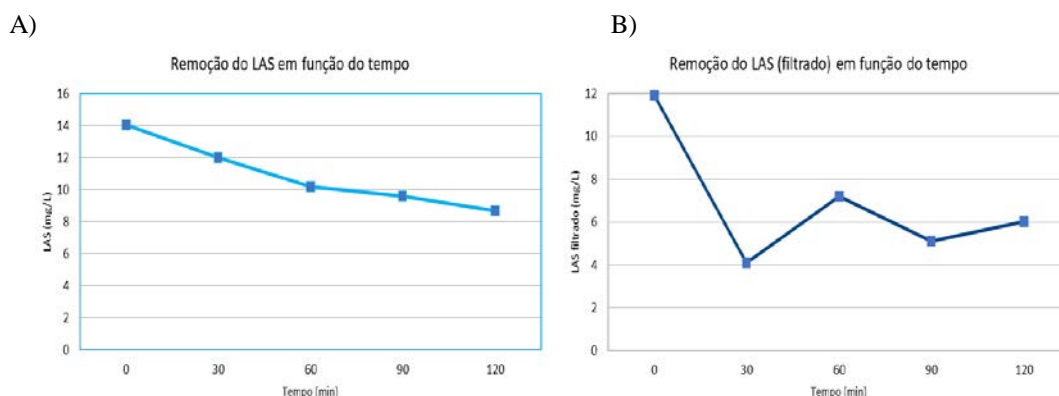 A)
B)
Remoção do LAS em função do tempo
16
14
12
10
8
6
4
2
0
LAS (mg/L)
0 30 60 90 120
Tempo (min)
Remoção do LAS (filtrado) em função do tempo
12
10
8
6
4
2
0
LAS filtrado (mg/L)
0 30 60 90 120
Tempo (min)